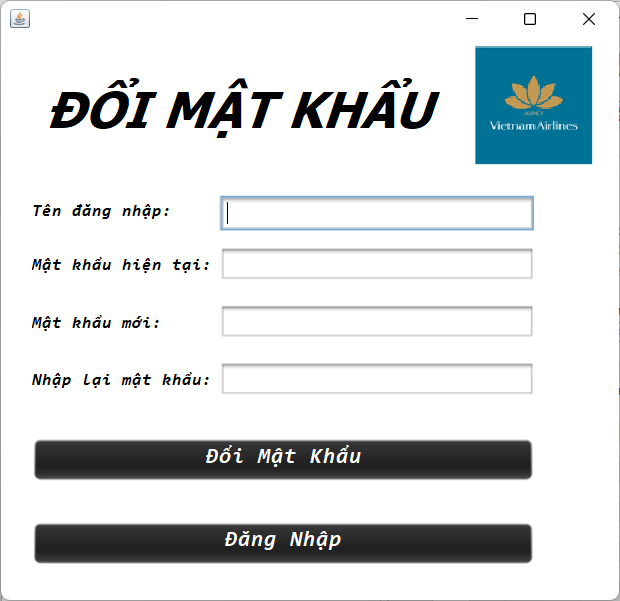 ĐỔI MẬT KHẨU
AGENCY
Vietnam Airlines
Tên đăng nhập:
Mật khẩu hiện tại:
Mật khẩu mới:
Nhập lại mật khẩu:
Đổi Mật Khẩu
Đăng Nhập